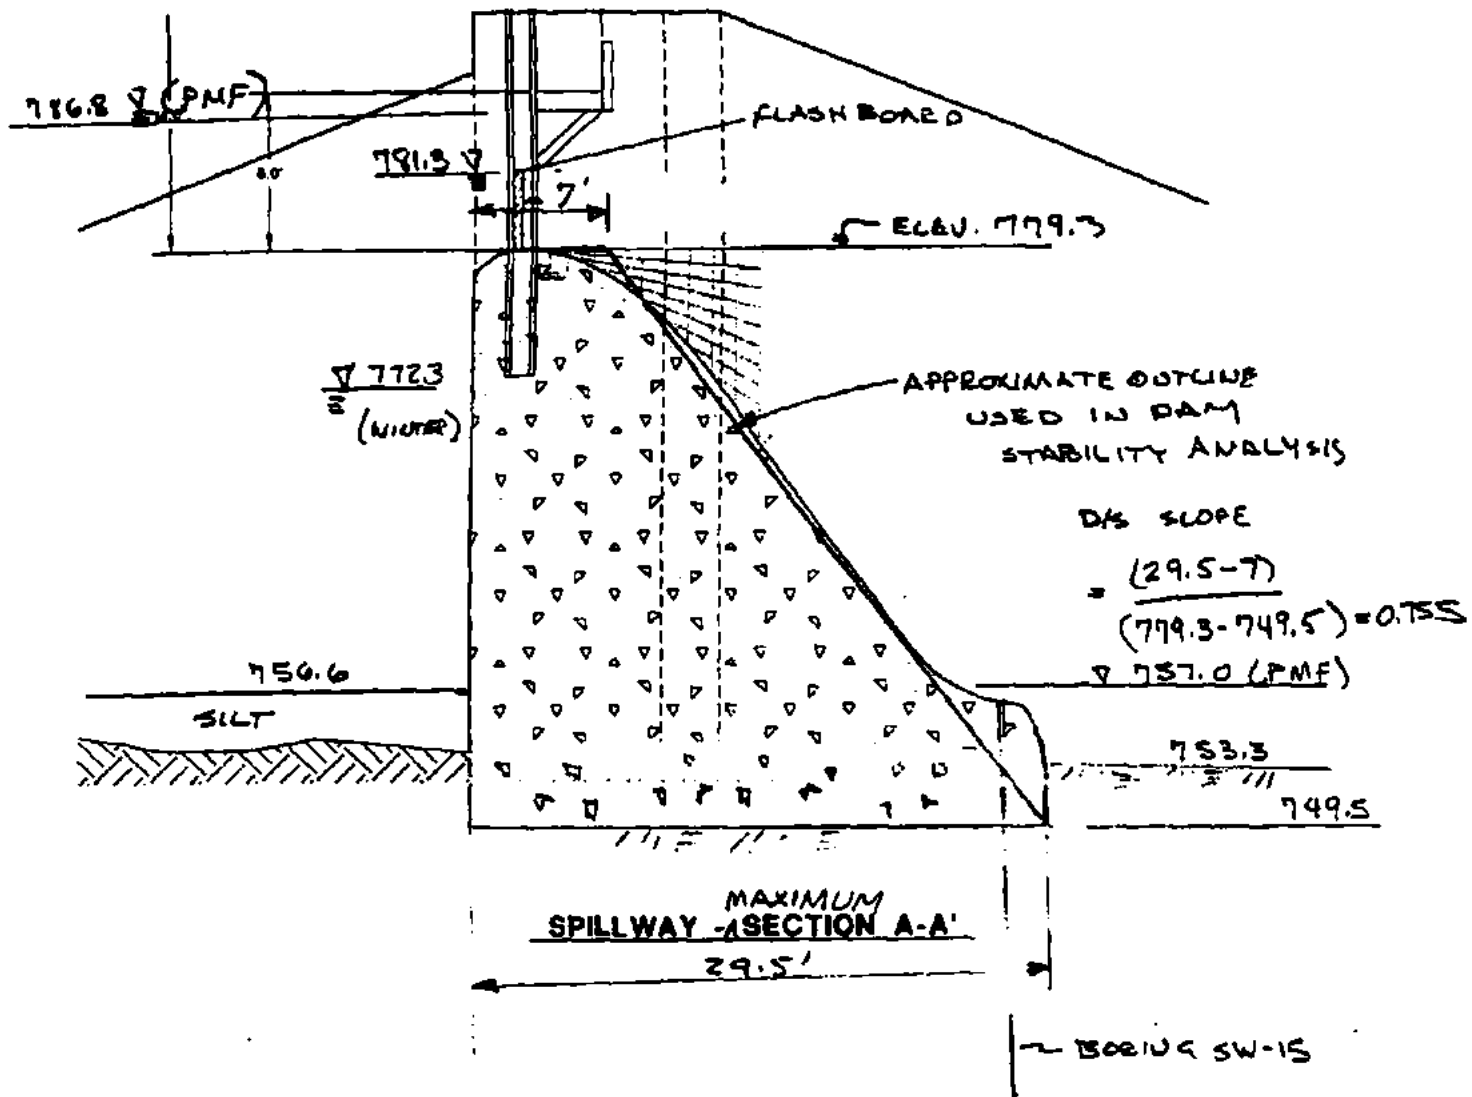 786.8 (PMF)
FLASHBOARD
781.3
8.0'
7'
ELEV. 779.3
772.3
(WINTER)
APPROXIMATE OUTLINE
USED IN DAM
STABILITY ANALYSIS
D/S SLOPE
= (29.5-7)
(779.3-749.5) = 0.755
756.6
757.0 (PMF)
SILT
753.3
749.5
MAXIMUM
SPILLWAY - SECTION A-A'
29.5'
BORING SW-15